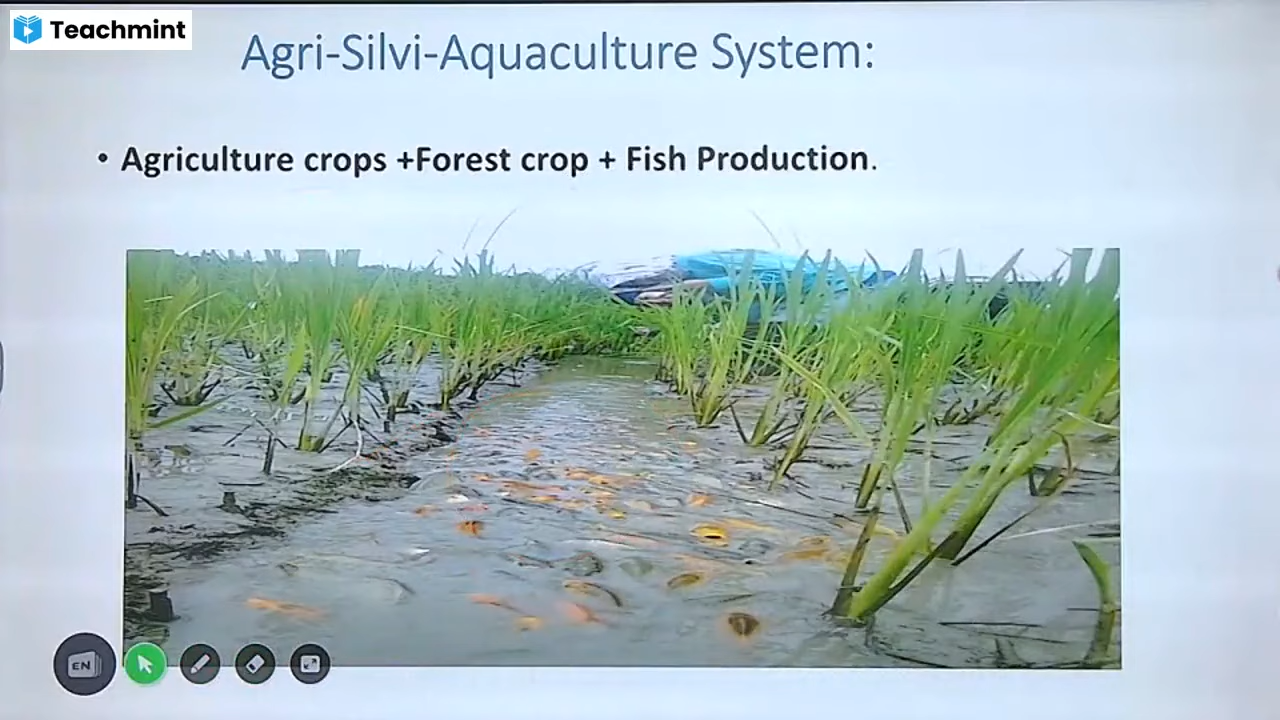 Teachmint
Agri-Silvi-Aquaculture System:
• Agriculture crops +Forest crop + Fish Production.
EN